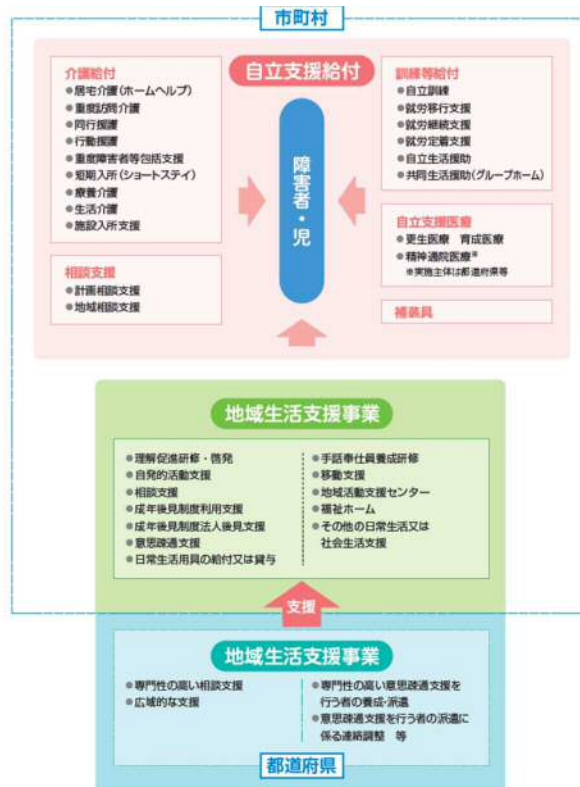 市町村
自立支援給付
介護給付
●居宅介護(ホームヘルプ)
●重度訪問介護
●同行援護
●行動援護
●重度障害者等包括支援
●短期入所(ショートステイ)
●療養介護
●生活介護
●施設入所支援
相談支援
●計画相談支援
●地域相談支援
障害者・児
訓練等給付
●自立訓練
●就労移行支援
●就労継続支援
●就労定着支援
●自立生活援助
●共同生活援助(グループホーム)
自立支援医療
●更生医療 育成医療
●精神通院医療※
※実施主体は都道府県等
補装具
地域生活支援事業
●理解促進研修・啓発
●自発的活動支援
●相談支援
●成年後見制度利用支援
●成年後見制度法人後見支援
●意思疎通支援
●日常生活用具の給付又は貸与
●手話奉仕員養成研修
●移動支援
●地域活動支援センター
●福祉ホーム
●その他の日常生活又は
社会生活支援
支援
地域生活支援事業
●専門性の高い相談支援
●広域的な支援
●専門性の高い意思疎通支援を
行う者の養成・派遣
●意思疎通支援を行う者の派遣に
係る連絡調整 等
都道府県